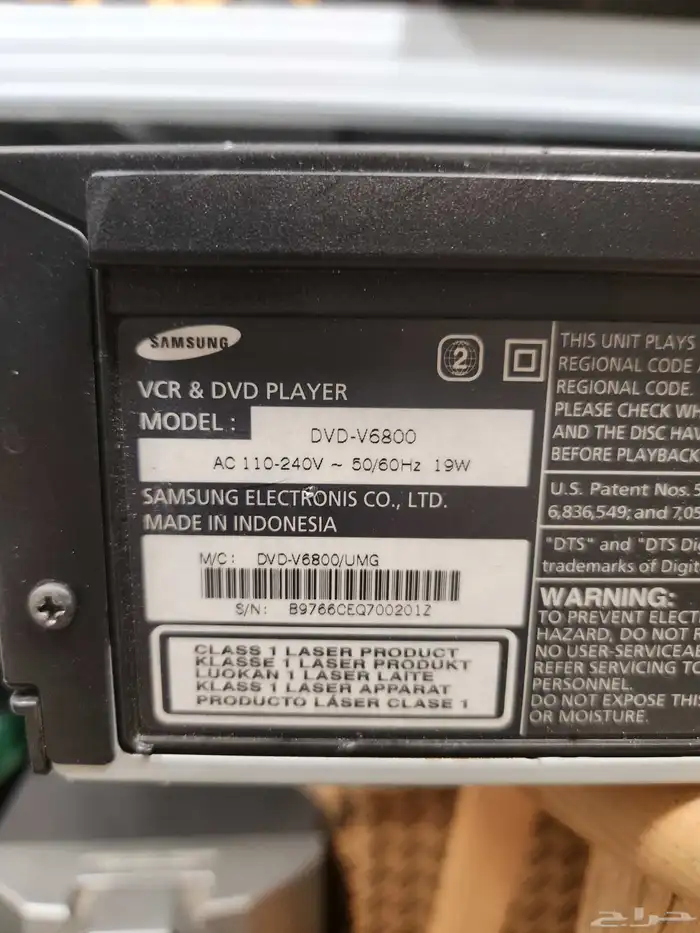 SAMSUNG
VCR & DVD PLAYER
MODEL : DVD-V6800
AC 110-240V ~ 50/60Hz 19W
SAMSUNG ELECTRONIS CO., LTD.
MADE IN INDONESIA
M/C: DVD-V6800/UMG
S/N: B9766CEQ700201Z
CLASS 1 LASER PRODUCT
KLASSE 1 LASER PRODUKT
LUOKAN 1 LASER LAITE
KLASS 1 LASER APPARAT
PRODUCTO LÁSER CLASE 1
2
THIS UNIT PLAYS
REGIONAL CODE
REGIONAL CODE.
PLEASE CHECK WH
AND THE DISC HAV
BEFORE PLAYBACK
U.S. Patent Nos. 5
6,836,549; and 7,05
"DTS" and "DTS Di
trademarks of Digit
WARNING:
TO PREVENT ELECT
HAZARD, DO NOT R
NO USER-SERVICEAB
REFER SERVICING TO
PERSONNEL.
DO NOT EXPOSE THIS
OR MOISTURE.
حراج